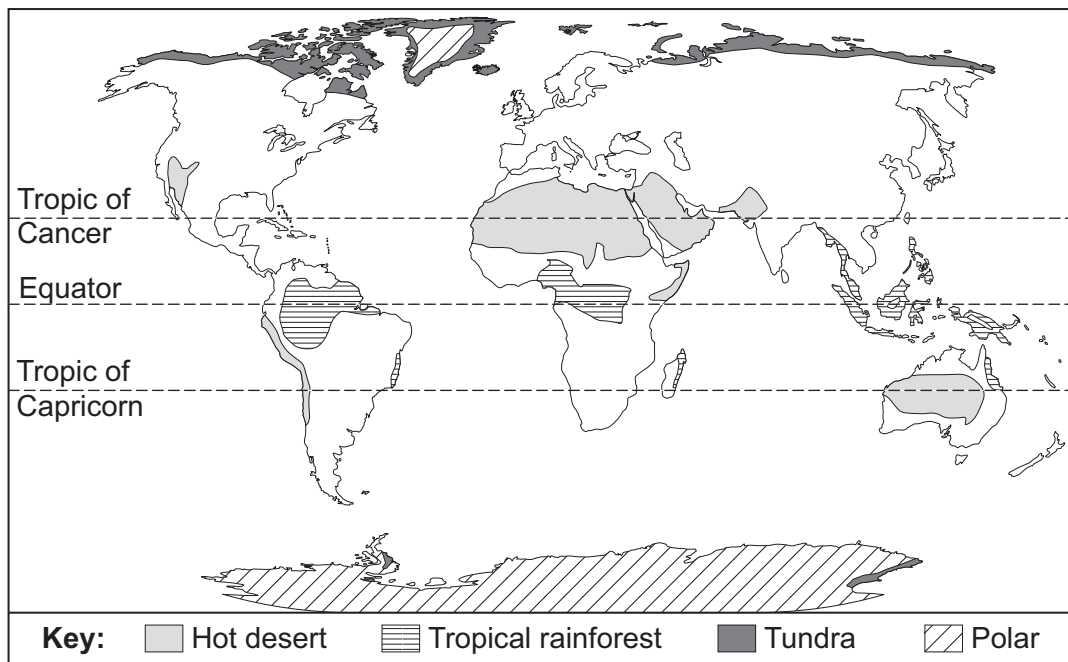 Tropic of
Cancer
Equator
Tropic of
Capricorn
Key: Hot desert Tropical rainforest Tundra Polar